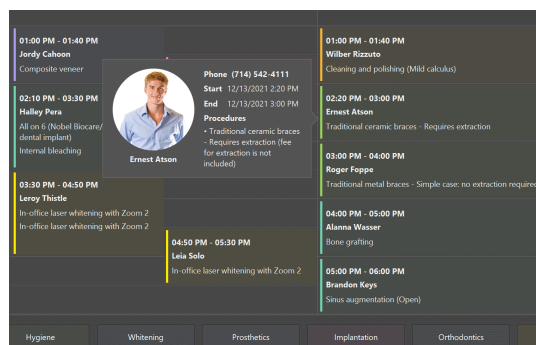 01:00 PM - 01:40 PM
Jordy Cahoon
Composite veneer
02:10 PM - 03:30 PM
Halley Pera
All on 6 (Nobel Biocare/
dental implant)
Internal bleaching
03:30 PM - 04:50 PM
Leroy Thistle
In-office laser whitening with Zoom 2
In-office laser whitening with Zoom 2
Ernest Atson
Phone (714) 542-4111
Start 12/13/2021 2:20 PM
End 12/13/2021 3:00 PM
Procedures
• Traditional ceramic braces
- Requires extraction (fee
for extraction is not
included)
04:50 PM - 05:30 PM
Leia Solo
In-office laser whitening with Zoom 2
01:00 PM - 01:40 PM
Wilber Rizzuto
Cleaning and polishing (Mild calculus)
02:20 PM - 03:00 PM
Ernest Atson
Traditional ceramic braces - Requires extraction
03:00 PM - 04:00 PM
Roger Foppe
Traditional metal braces - Simple case: no extraction required
04:00 PM - 05:00 PM
Alanna Wasser
Bone grafting
05:00 PM - 06:00 PM
Brandon Keys
Sinus augmentation (Open)
Hygiene
Whitening
Prosthetics
Implantation
Orthodontics